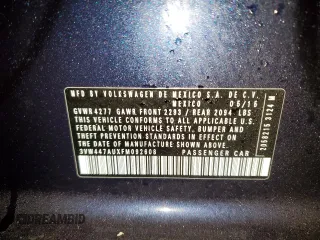 MFD BY VOLKSWAGEN DE MEXICO S.A. DE C.V.
MEXICO 05/16
GVWR 4277 GAWR FRONT 2293 / REAR 2094 LBS
THIS VEHICLE CONFORMS TO ALL APPLICABLE U.S.
FEDERAL MOTOR VEHICLE SAFETY, BUMPER AND
THEFT PREVENTION STANDARDS IN EFFECT ON THE
DATE OF MANUFACTURE SHOWN ABOVE
PASSENGER CAR
IDREAM